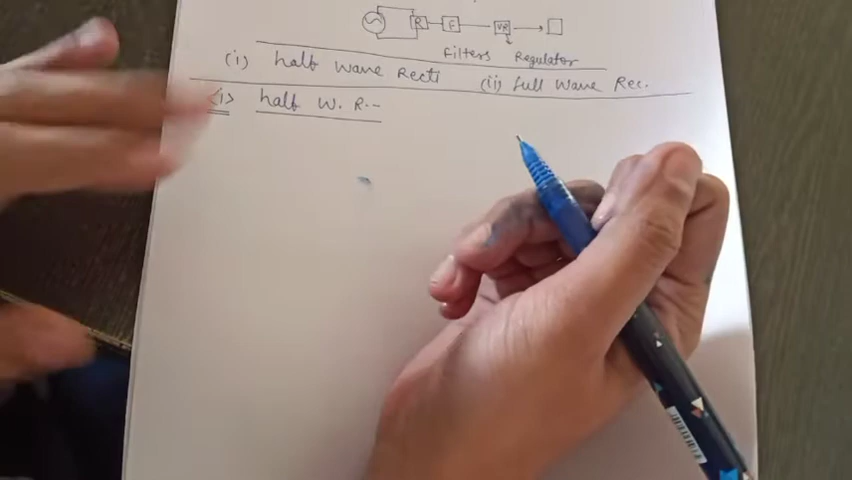 R F VR
filters Regulator
(i) half wave Recti (ii) full wave Rec.
(i) half W. R--